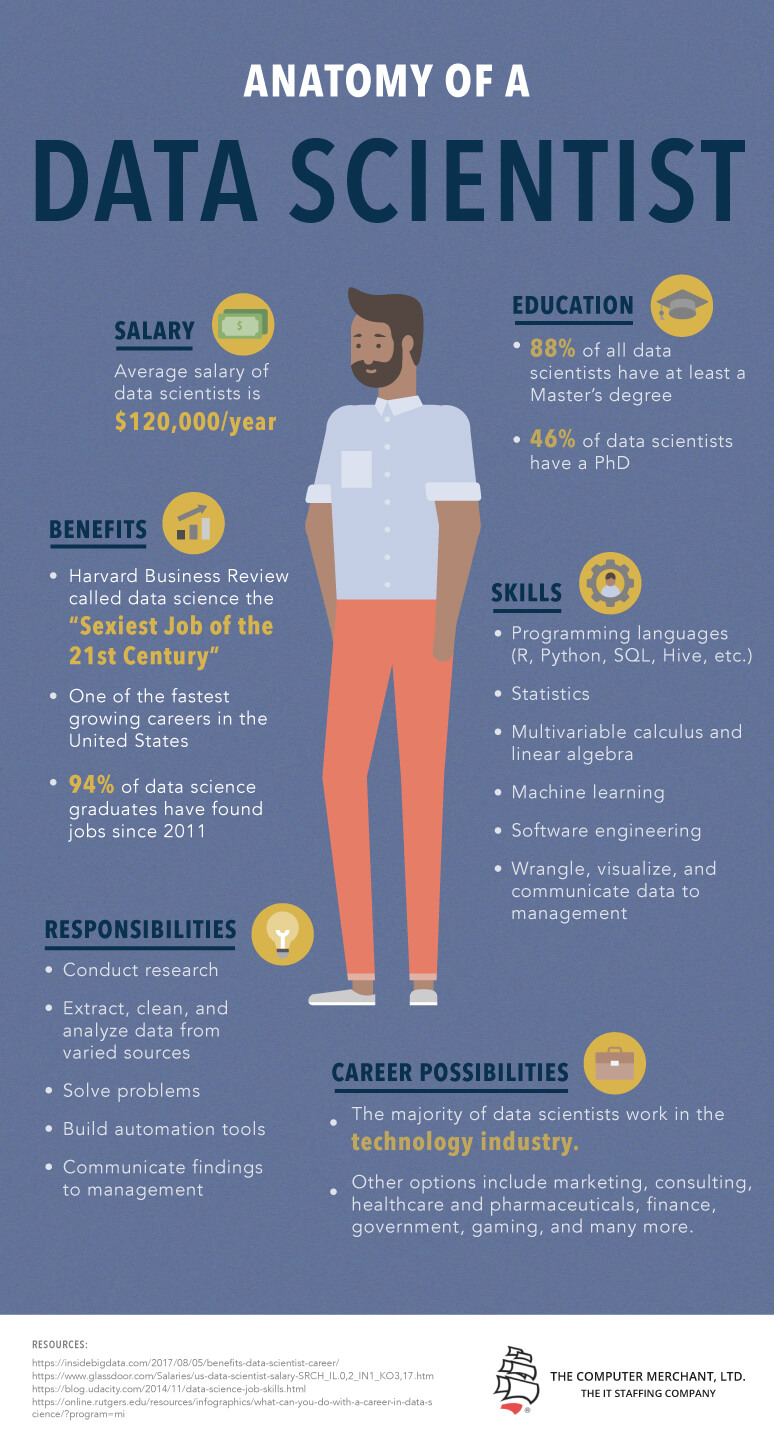 ANATOMY OF A
DATA SCIENTIST
SALARY
$
Average salary of
data scientists is
$120,000/year
EDUCATION
• 88% of all data
scientists have at least a
Master's degree
• 46% of data scientists
have a PhD
BENEFITS
• Harvard Business Review
called data science the
"Sexiest Job of the
21st Century"
• One of the fastest
growing careers in the
United States
• 94% of data science
graduates have found
jobs since 2011
SKILLS
• Programming languages
(R, Python, SQL, Hive, etc.)
• Statistics
• Multivariable calculus and
linear algebra
• Machine learning
• Software engineering
• Wrangle, visualize, and
communicate data to
management
RESPONSIBILITIES
• Conduct research
• Extract, clean, and
analyze data from
varied sources
• Solve problems
• Build automation tools
• Communicate findings
to management
CAREER POSSIBILITIES
• The majority of data scientists work in the
technology industry.
• Other options include marketing, consulting,
healthcare and pharmaceuticals, finance,
government, gaming, and many more.
RESOURCES:
https://insidebigdata.com/2017/08/05/benefits-data-scientist-career/
https://www.glassdoor.com/Salaries/us-data-scientist-salary-SRCH_IL.0,2_IN1_KO3,17.htm
https://blog.udacity.com/2014/11/data-science-job-skills.html
https://online.rutgers.edu/resources/infographics/what-can-you-do-with-a-career-in-data-s
cience/?program=mi
®
THE COMPUTER MERCHANT, LTD.
THE IT STAFFING COMPANY